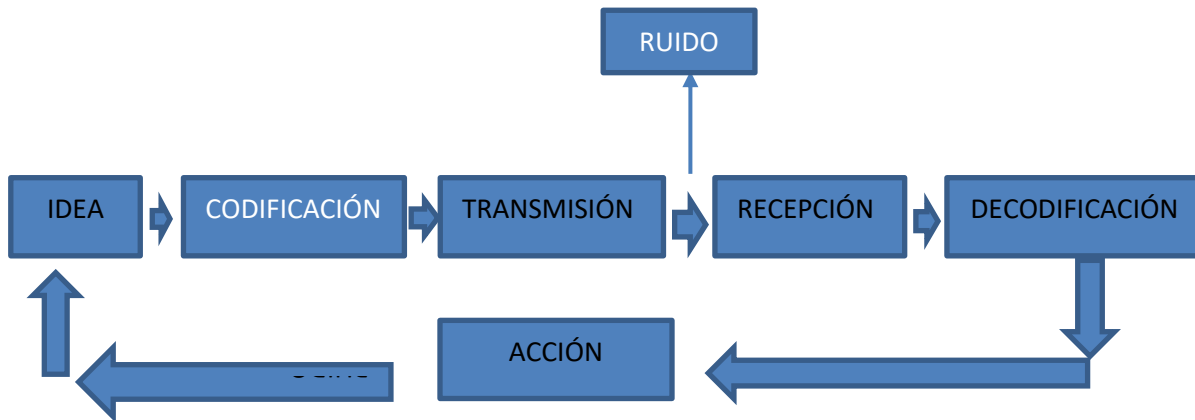 RUIDO
IDEA
CODIFICACIÓN
TRANSMISIÓN
RECEPCIÓN
DECODIFICACIÓN
ACCIÓN